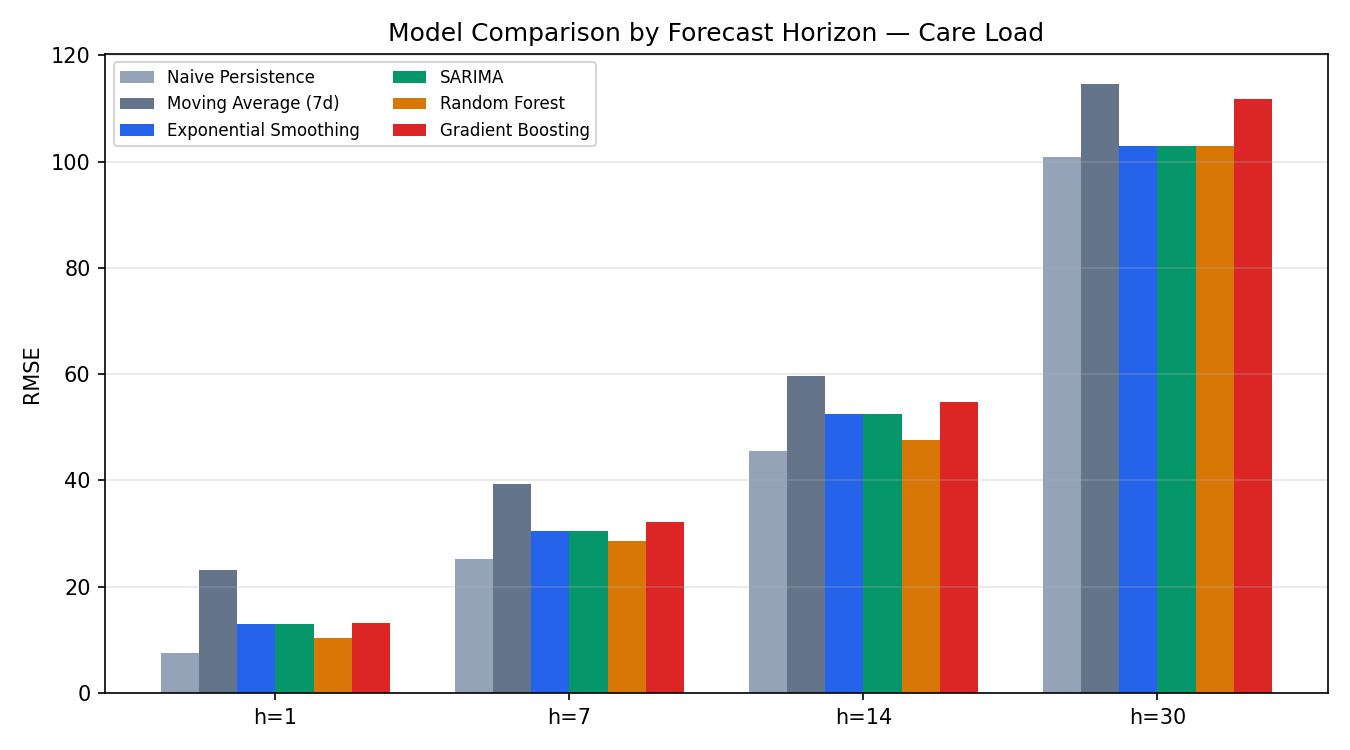 Model Comparison by Forecast Horizon — Care Load
Naive Persistence
Moving Average (7d)
Exponential Smoothing
SARIMA
Random Forest
Gradient Boosting
RMSE
120
100
80
60
40
20
0
h=1
h=7
h=14
h=30